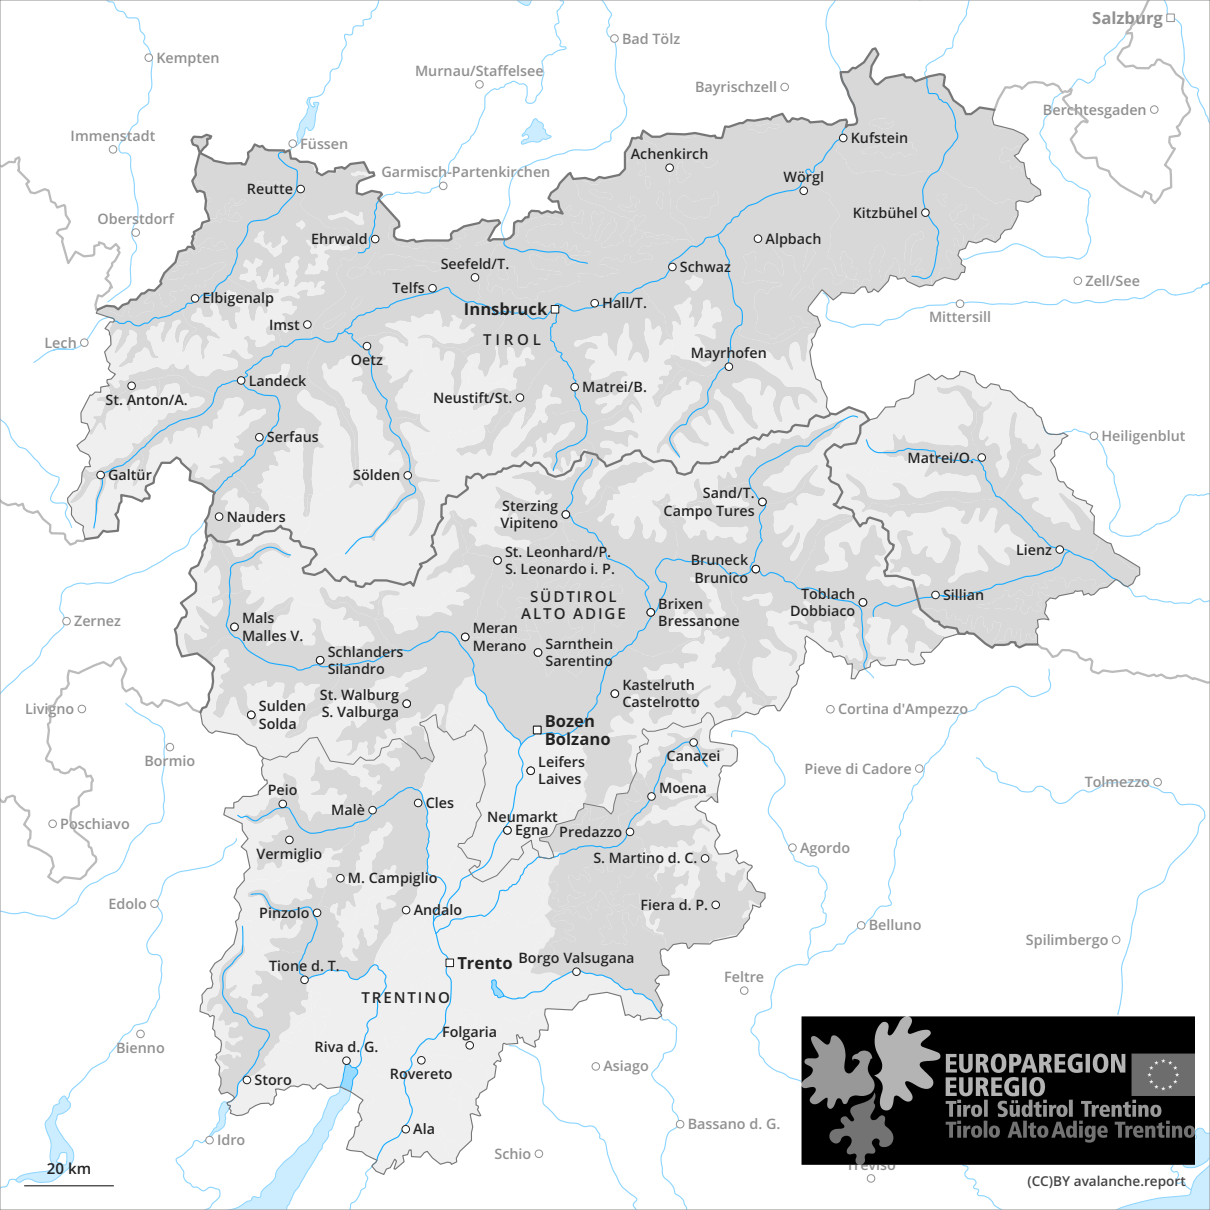 Salzburg
Bad Tölz
Kempten
Murnau/Staffelsee
Bayrischzell
Berchtesgaden
Immenstadt
Füssen
Kufstein
Achenkirch
Garmisch-Partenkirchen
Wörgl
Reutte
Oberstdorf
Kitzbühel
Ehrwald
Alpbach
Seefeld/T.
Schwaz
Zell/See
Telfs
Elbigenalp
Hall/T.
Innsbruck
Mittersill
Imst
TIROL
Lech
Mayrhofen
Oetz
Landeck
Matrei/B.
St. Anton/A.
Neustift/St.
Serfaus
Heiligenblut
Matrei/O.
Galtür
Sölden
Sand/T.
Campo Tures
Sterzing
Vipiteno
Nauders
Lienz
St. Leonhard/P.
S. Leonardo i. P.
Bruneck
Brunico
SÜDTIROL
ALTO ADIGE
Toblach
Dobbiaco
Sillian
Brixen
Bressanone
Zernez
Mals
Malles V.
Meran
Merano
Sarnthein
Sarentino
Schlanders
Silandro
Kastelruth
Castelrotto
St. Walburg
S. Valburga
Livigno
Sulden
Solda
Cortina d'Ampezzo
Bozen
Bolzano
Bormio
Canazei
Leifers
Laives
Pieve di Cadore
Tolmezzo
Peio
Moena
Malè
Cles
Neumarkt
Egna
Poschiavo
Predazzo
Vermiglio
Agordo
S. Martino d. C.
M. Campiglio
Edolo
Pinzolo
Andalo
Fiera d. P.
Belluno
Spilimbergo
Trento
Borgo Valsugana
Tione d. T.
Feltre
TRENTINO
Folgaria
Bienno
Riva d. G.
Rovereto
Asiago
Storo
EUROPAREGION
EUREGIO
Tirol Südtirol Trentino
Tirolo Alto Adige Trentino
Ala
Bassano d. G.
Idro
Schio
Treviso
20 km
(CC)BY avalanche.report